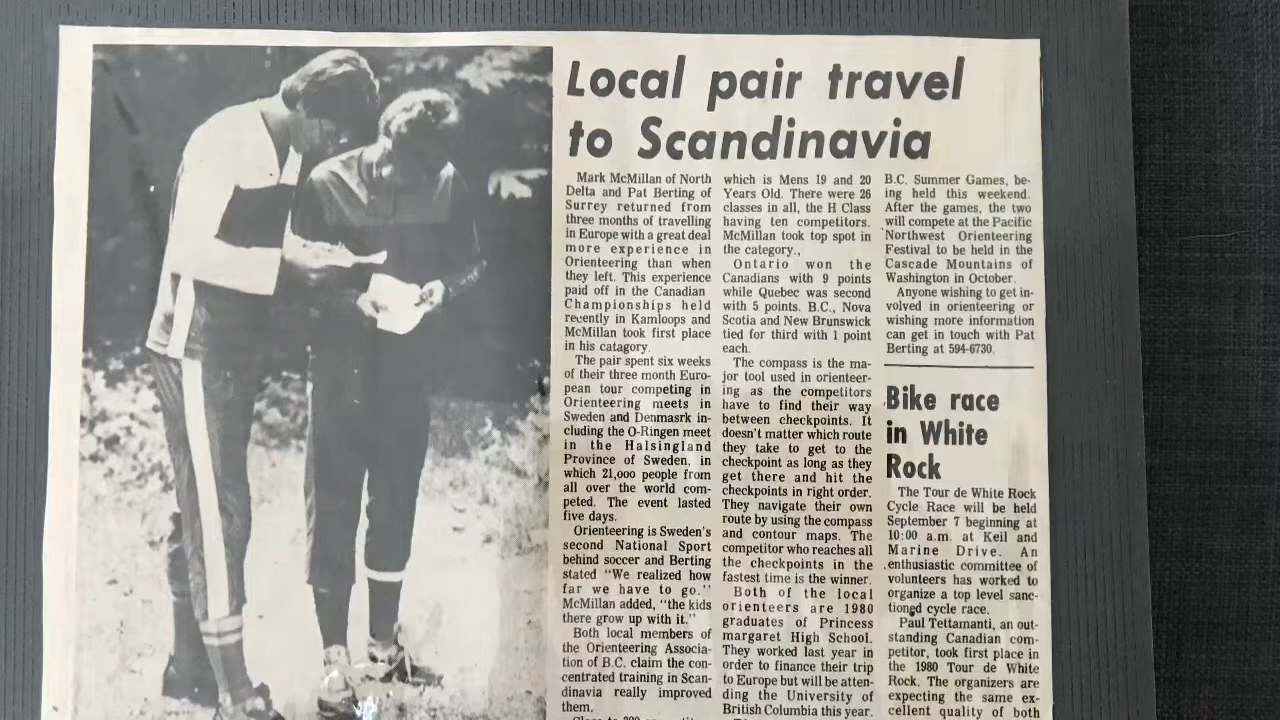 Local pair travel
to Scandinavia
Mark McMillan of North
Delta and Pat Berting of
Surrey returned from
three months of travelling
in Europe with a great deal
more experience in
Orienteering than when
they left. This experience
paid off in the Canadian
Championships held
recently in Kamloops and
McMillan took first place
in his catagory.
The pair spent six weeks
of their three month Euro-
pean tour competing in
Orienteering meets in
Sweden and Denmasrk in-
cluding the O-Ringen meet
in the Halsingland
Province of Sweden, in
which 21,000 people from
all over the world com-
peted. The event lasted
five days.
Orienteering is Sweden's
second National Sport
behind soccer and Berting
stated "We realized how
far we have to go."
McMillan added, "the kids
there grow up with it."
Both local members of
the Orienteering Associa-
tion of B.C. claim the con-
centrated training in Scan-
dinavia really improved
them.
which is Mens 19 and 20
Years Old. There were 26
classes in all, the H Class
having ten competitors.
McMillan took top spot in
the category.,
Ontario won the
Canadians with 9 points
while Quebec was second
with 5 points. B.C., Nova
Scotia and New Brunswick
tied for third with 1 point
each.
The compass is the ma-
jor tool used in orienteer-
ing as the competitors
have to find their way
between checkpoints. It
doesn't matter which route
they take to get to the
checkpoint as long as they
get there and hit the
checkpoints in right order.
They navigate their own
route by using the compass
and contour maps. The
competitor who reaches all
the checkpoints in the
fastest time is the winner.
Both of the local
orienteers are 1980
graduates of Princess
margaret High School.
They worked last year in
order to finance their trip
to Europe but will be atten-
ding the University of
British Columbia this year.
B.C. Summer Games, be-
ing held this weekend.
After the games, the two
will compete at the Pacific
Northwest Orienteering
Festival to be held in the
Cascade Mountains of
Washington in October.
Anyone wishing to get in-
volved in orienteering or
wishing more information
can get in touch with Pat
Berting at 594-6730.
Bike race
in White
Rock
The Tour de White Rock
Cycle Race will be held
September 7 beginning at
10:00 a.m. at Keil and
Marine Drive. An
enthusiastic committee of
volunteers has worked to
organize a top level sanc-
tioned cycle race.
Paul Tettamanti, an out-
standing Canadian com-
petitor, took first place in
the 1980 Tour de White
Rock. The organizers are
expecting the same ex-
cellent quality of both